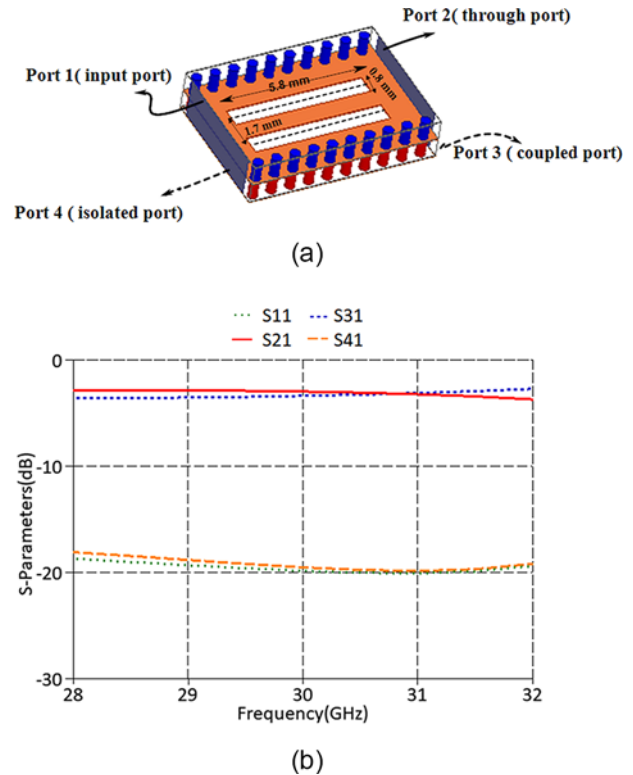 Port 2( through port)
Port 1( input port)
5.8 mm
0.8 mm
1.7 mm
Port 3 ( coupled port)
Port 4 ( isolated port)
(a)
S11 S31
S21 S41
0
-10
-20
-30
S-Parameters(dB)
28 29 30 31 32
Frequency(GHz)
(b)